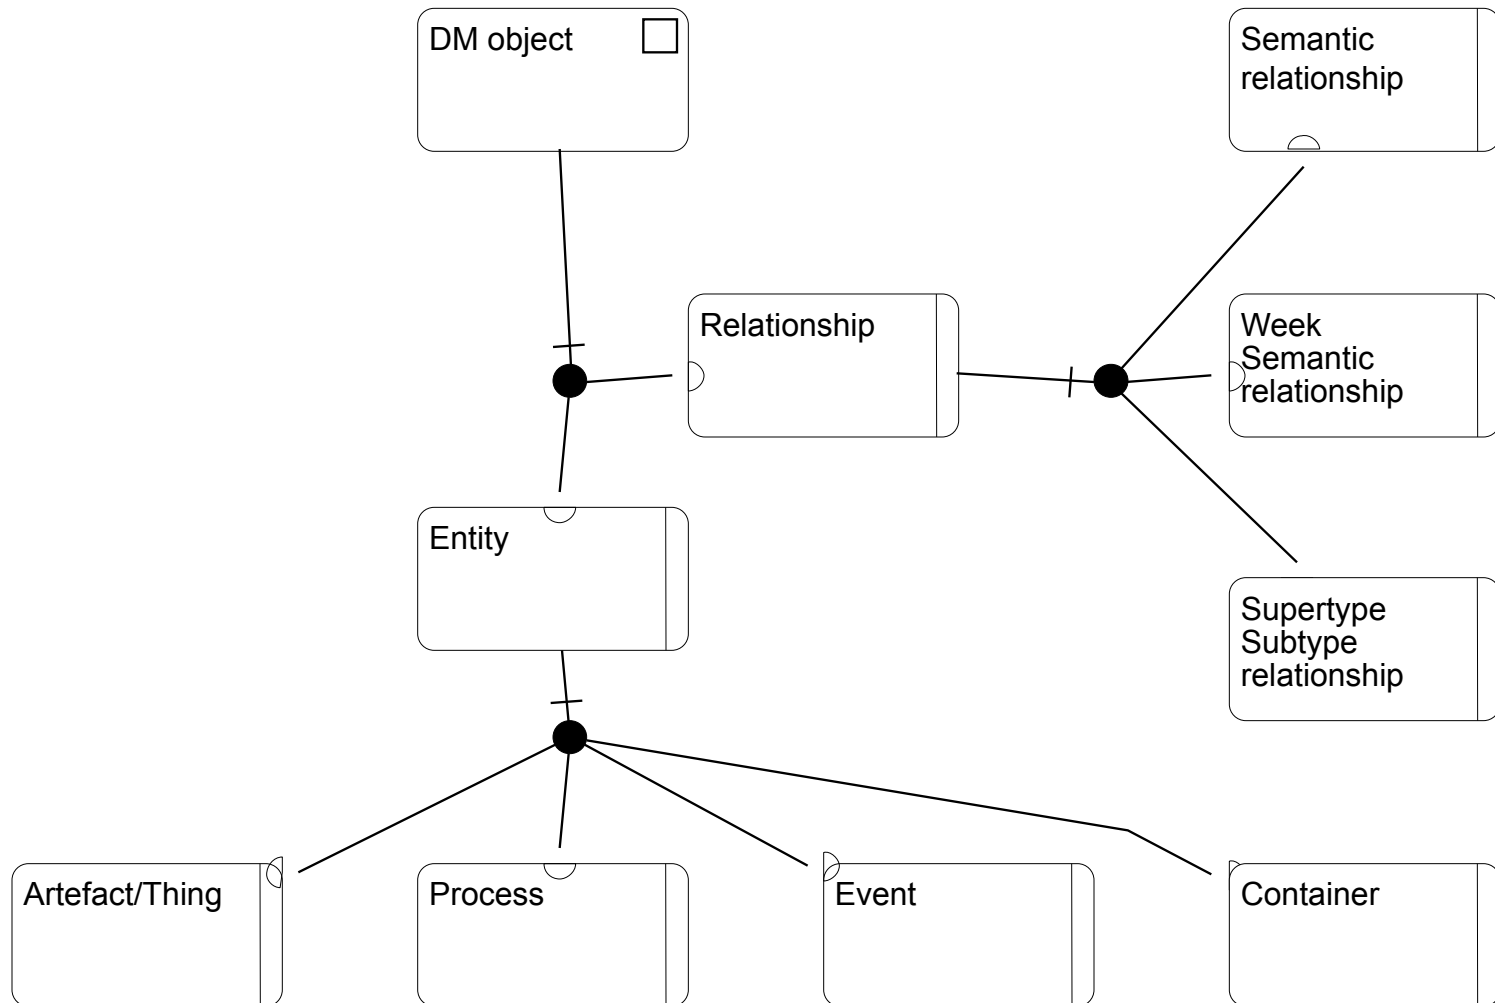 DM object
Semantic
relationship
Relationship
Week
Semantic
relationship
Entity
Supertype
Subtype
relationship
Artefact/Thing
Process
Event
Container